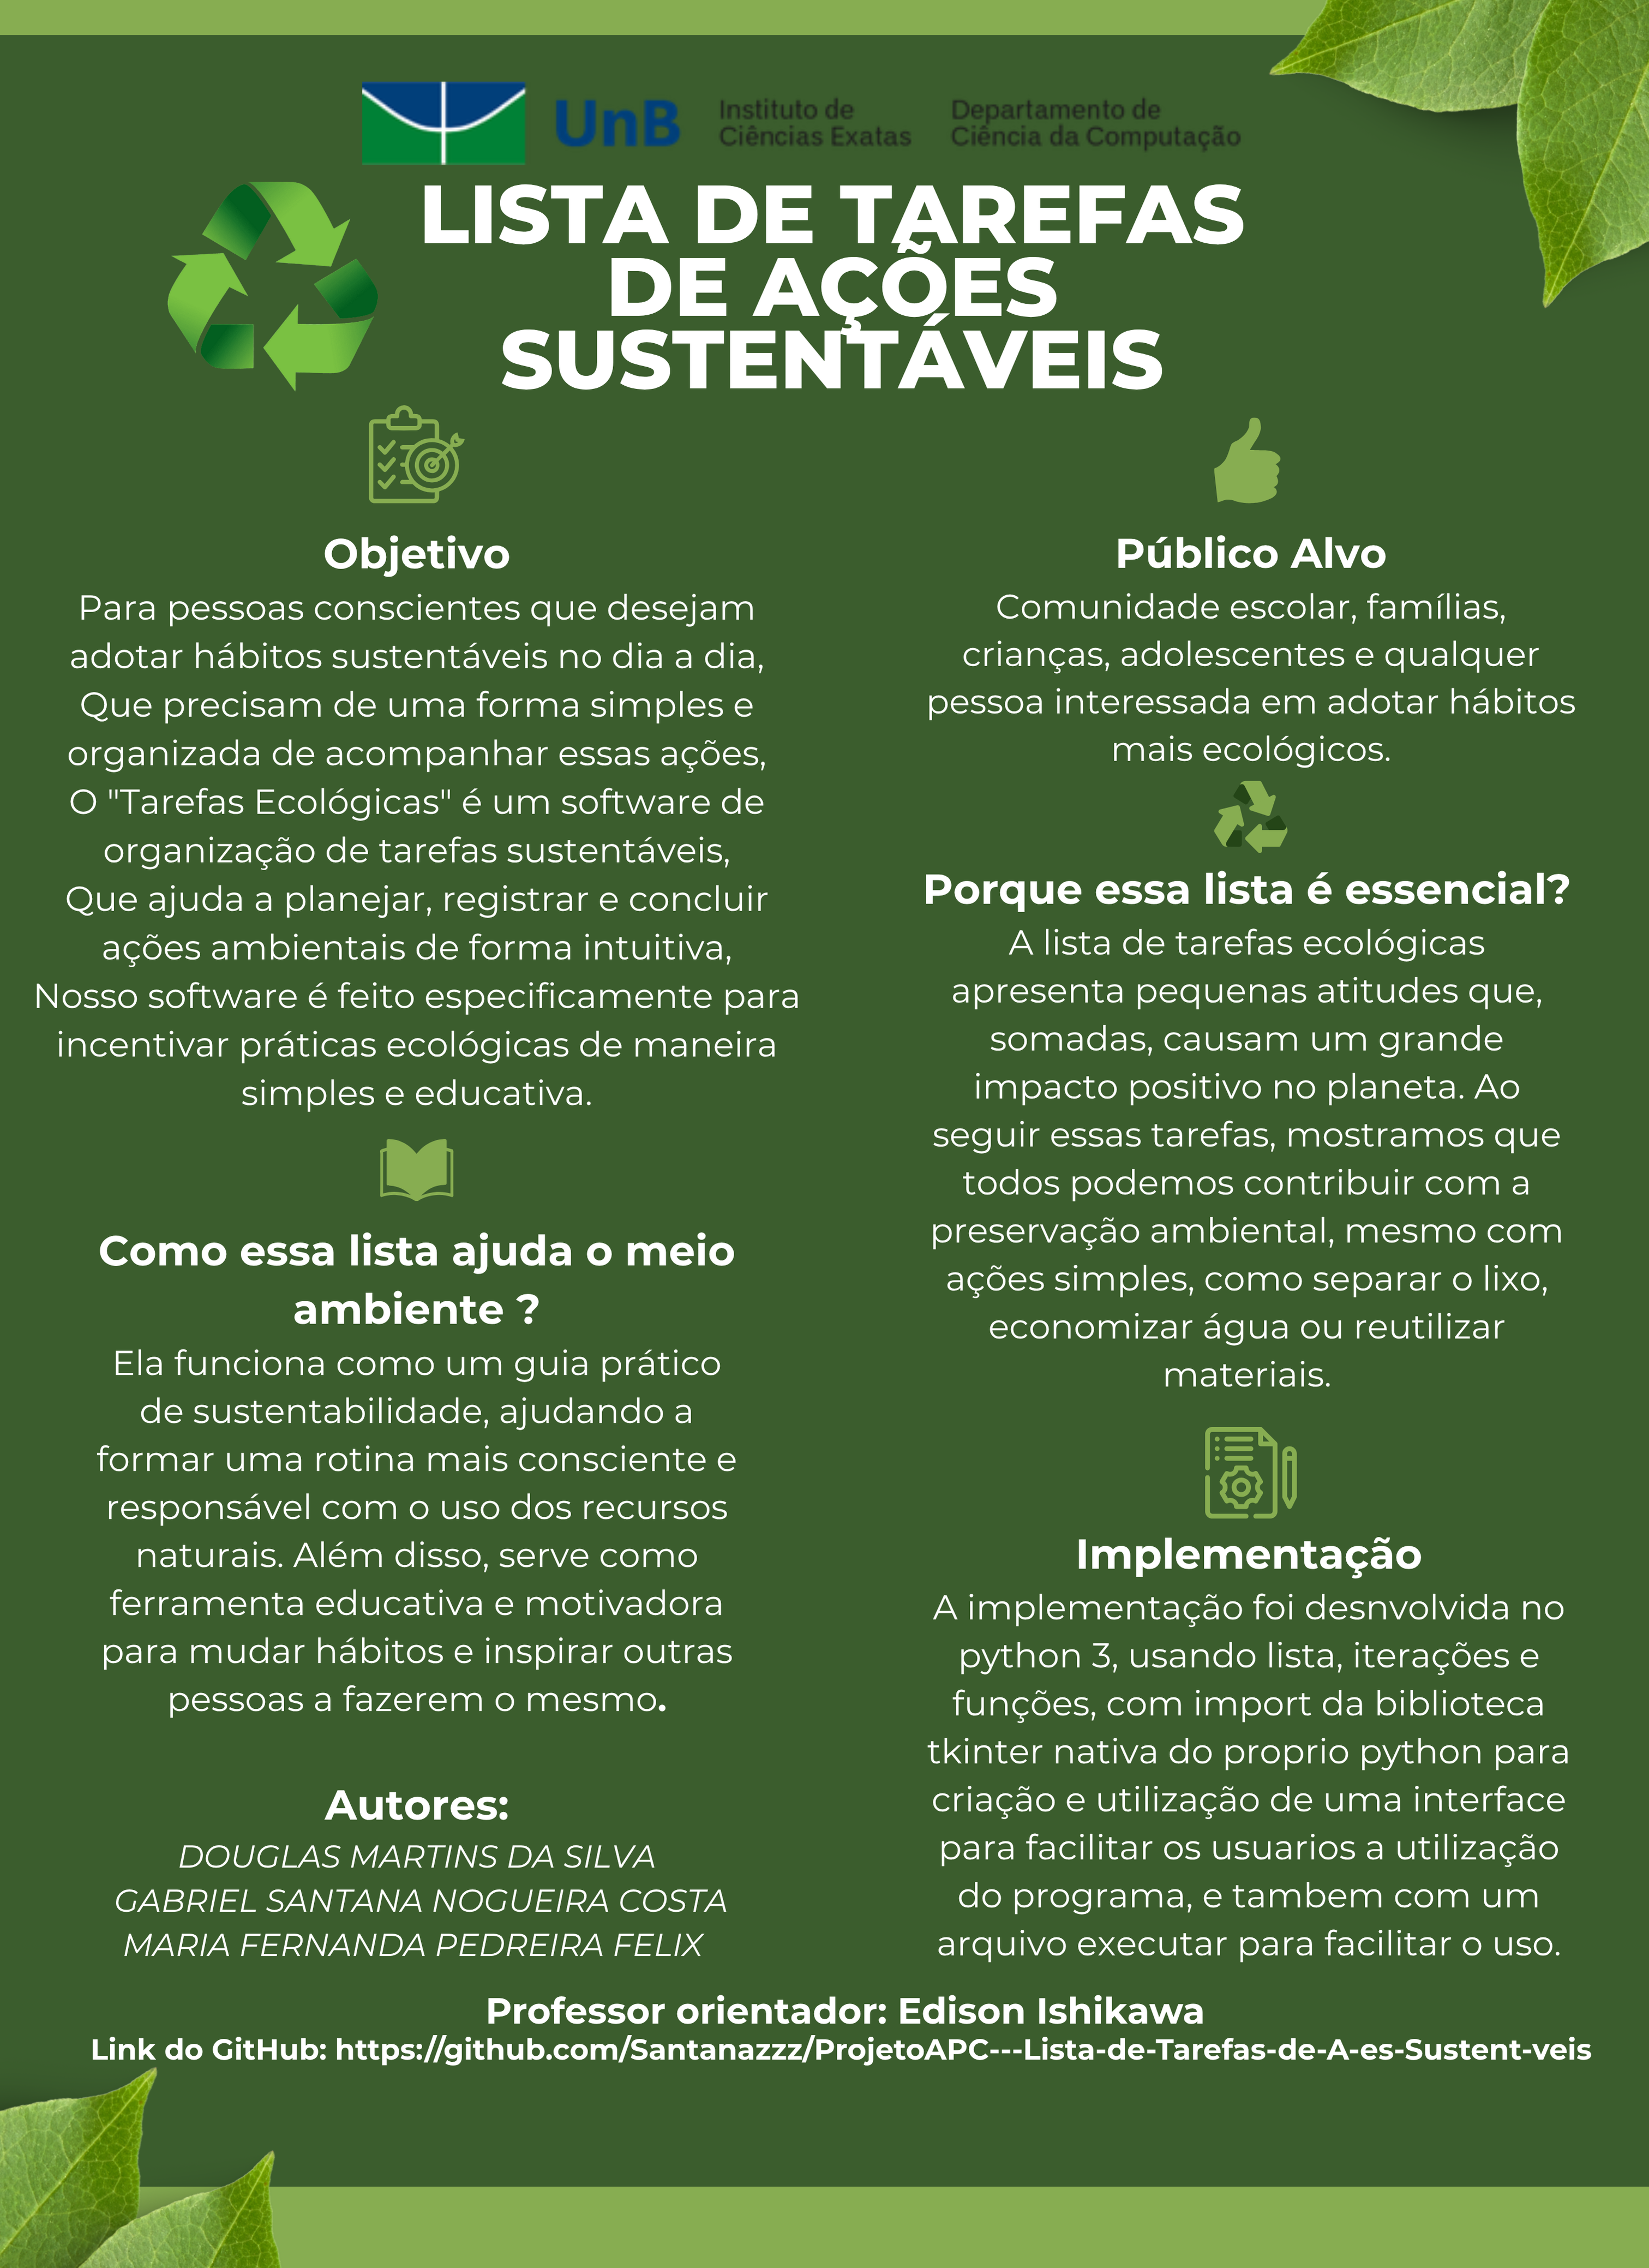 UnB
Instituto de
Ciências Exatas
Departamento de
Ciência da Computação
LISTA DE TAREFAS
DE AÇÕES
SUSTENTÁVEIS
Objetivo
Para pessoas conscientes que desejam
adotar hábitos sustentáveis no dia a dia,
Que precisam de uma forma simples e
organizada de acompanhar essas ações,
O "Tarefas Ecológicas" é um software de
organização de tarefas sustentáveis,
Que ajuda a planejar, registrar e concluir
ações ambientais de forma intuitiva,
Nosso software é feito especificamente para
incentivar práticas ecológicas de maneira
simples e educativa.
Como essa lista ajuda o meio
ambiente ?
Ela funciona como um guia prático
de sustentabilidade, ajudando a
formar uma rotina mais consciente e
responsável com o uso dos recursos
naturais. Além disso, serve como
ferramenta educativa e motivadora
para mudar hábitos e inspirar outras
pessoas a fazerem o mesmo.
Autores:
DOUGLAS MARTINS DA SILVA
GABRIEL SANTANA NOGUEIRA COSTA
MARIA FERNANDA PEDREIRA FELIX
Público Alvo
Comunidade escolar, famílias,
crianças, adolescentes e qualquer
pessoa interessada em adotar hábitos
mais ecológicos.
Porque essa lista é essencial?
A lista de tarefas ecológicas
apresenta pequenas atitudes que,
somadas, causam um grande
impacto positivo no planeta. Ao
seguir essas tarefas, mostramos que
todos podemos contribuir com a
preservação ambiental, mesmo com
ações simples, como separar o lixo,
economizar água ou reutilizar
materiais.
Implementação
A implementação foi desnvolvida no
python 3, usando lista, iterações e
funções, com import da biblioteca
tkinter nativa do proprio python para
criação e utilização de uma interface
para facilitar os usuarios a utilização
do programa, e tambem com um
arquivo executar para facilitar o uso.
Professor orientador: Edison Ishikawa
Link do GitHub: https://github.com/Santanazzz/ProjetoAPC---Lista-de-Tarefas-de-A-es-Sustent-veis